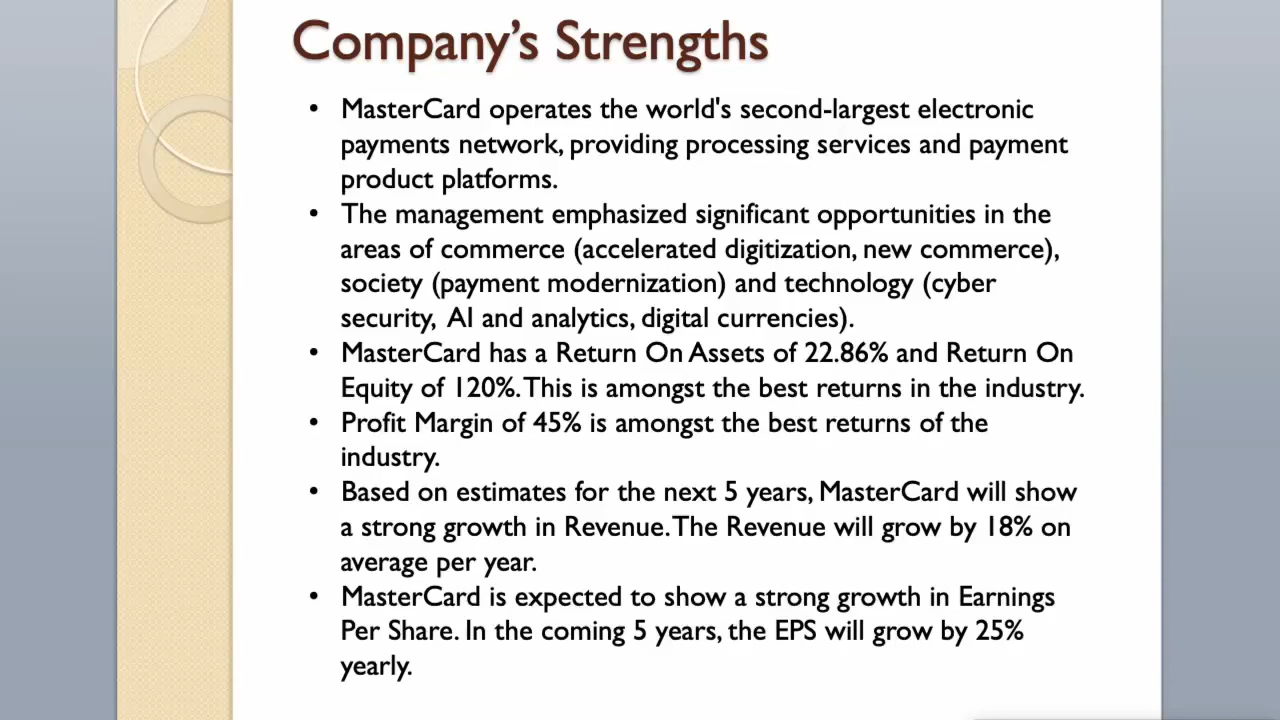 Company's Strengths
• MasterCard operates the world's second-largest electronic
payments network, providing processing services and payment
product platforms.
• The management emphasized significant opportunities in the
areas of commerce (accelerated digitization, new commerce),
society (payment modernization) and technology (cyber
security, AI and analytics, digital currencies).
• MasterCard has a Return On Assets of 22.86% and Return On
Equity of 120%. This is amongst the best returns in the industry.
• Profit Margin of 45% is amongst the best returns of the
industry.
• Based on estimates for the next 5 years, MasterCard will show
a strong growth in Revenue. The Revenue will grow by 18% on
average per year.
• MasterCard is expected to show a strong growth in Earnings
Per Share. In the coming 5 years, the EPS will grow by 25%
yearly.